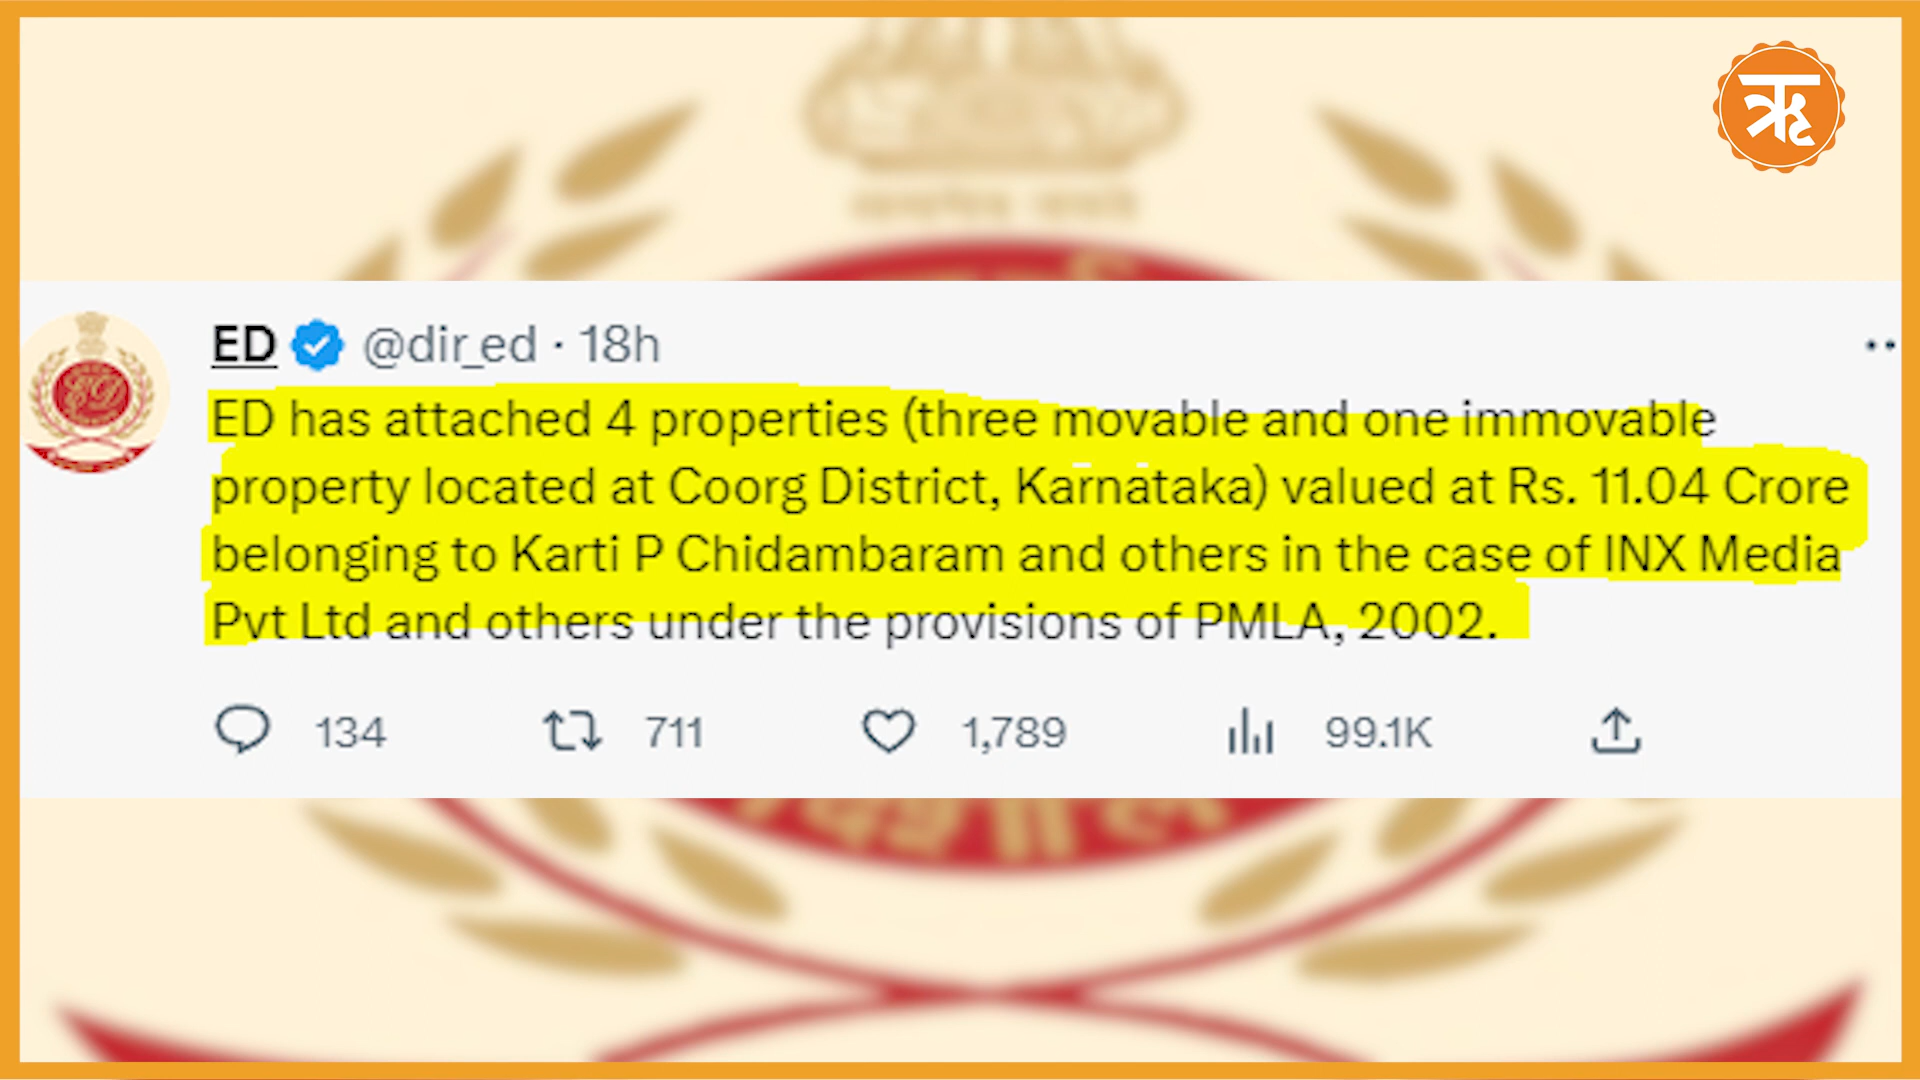 ऋ
ED @dir_ed · 18h
ED has attached 4 properties (three movable and one immovable
property located at Coorg District, Karnataka) valued at Rs. 11.04 Crore
belonging to Karti P Chidambaram and others in the case of INX Media
Pvt Ltd and others under the provisions of PMLA, 2002.
134 711 1,789 99.1K